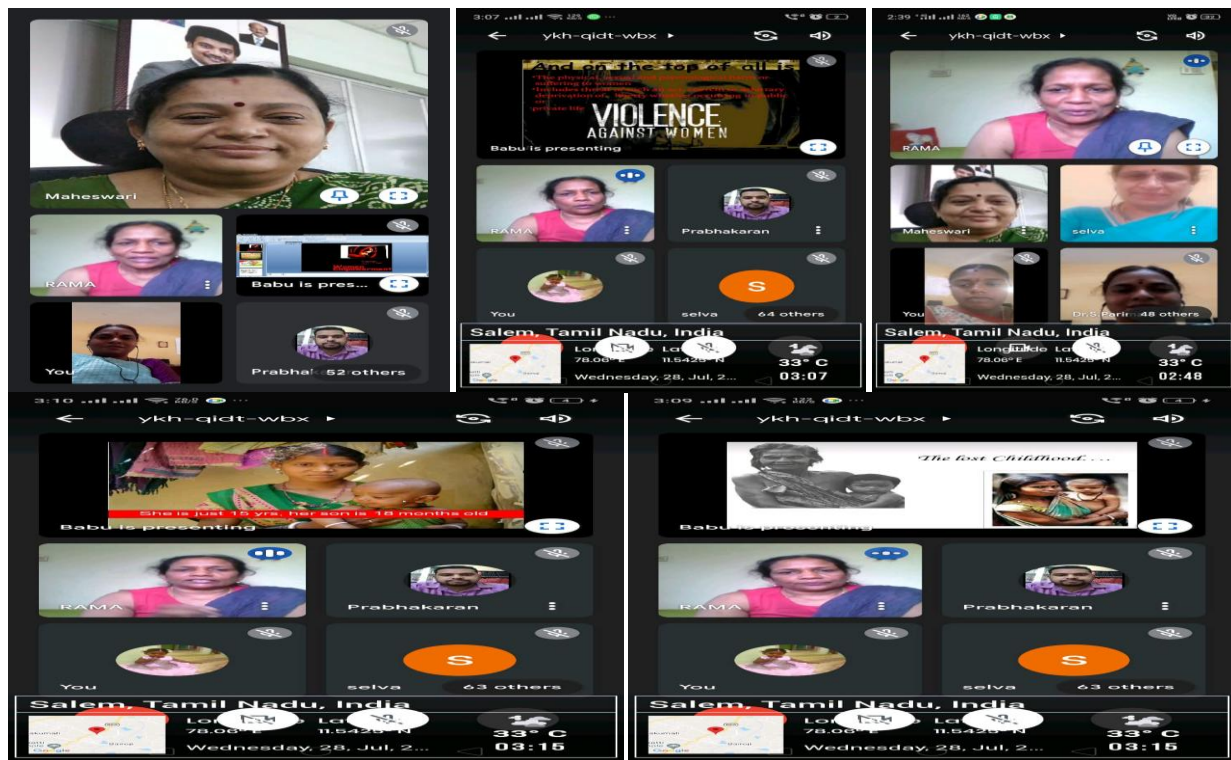 Maheswari
RAMA
Babu is pres...
You
Prabhak 52 others
3:07
ykh-qidt-wbx
And on the top of all is
VIOLENCE
AGAINST WOMEN
Babu is presenting
RAMA
Prabhakaran
You
selva
64 others
Salem, Tamil Nadu, India
78.06° E
11.5425° N
33° C
Wednesday, 28, Jul, 2...
03:07
2:39
ykh-qidt-wbx
RAMA
Maheswari
selva
You
Dr.S.Parim 48 others
Salem, Tamil Nadu, India
78.06° E
11.5425° N
33° C
Wednesday, 28, Jul, 2...
02:48
3:10
ykh-qidt-wbx
She is just 15 yrs, her son is 18 months old
Babu is presenting
RAMA
Prabhakaran
You
selva
63 others
Salem, Tamil Nadu, India
78.06° E
11.5425° N
33° C
Wednesday, 28, Jul, 2...
03:15
3:09
ykh-qidt-wbx
The lost Childhood....
Babu is presenting
RAMA
Prabhakaran
You
selva
63 others
Salem, Tamil Nadu, India
78.06° E
11.5425° N
33° C
Wednesday, 28, Jul, 2...
03:15